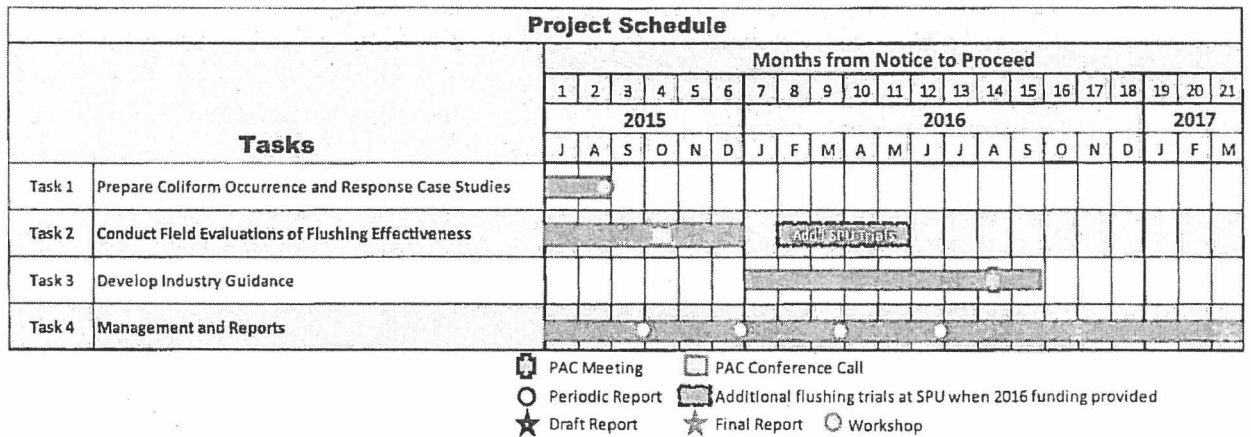 Project Schedule
Months from Notice to Proceed
1 2 3 4 5 6 7 8 9 10 11 12 13 14 15 16 17 18 19 20 21
2015 2016 2017
Tasks
J A S O N D J F M A M J J A S O N D J F M
Task 1 Prepare Coliform Occurrence and Response Case Studies
Task 2 Conduct Field Evaluations of Flushing Effectiveness Add'l SPU trials
Task 3 Develop Industry Guidance
Task 4 Management and Reports
PAC Meeting PAC Conference Call
Periodic Report Additional flushing trials at SPU when 2016 funding provided
Draft Report Final Report Workshop